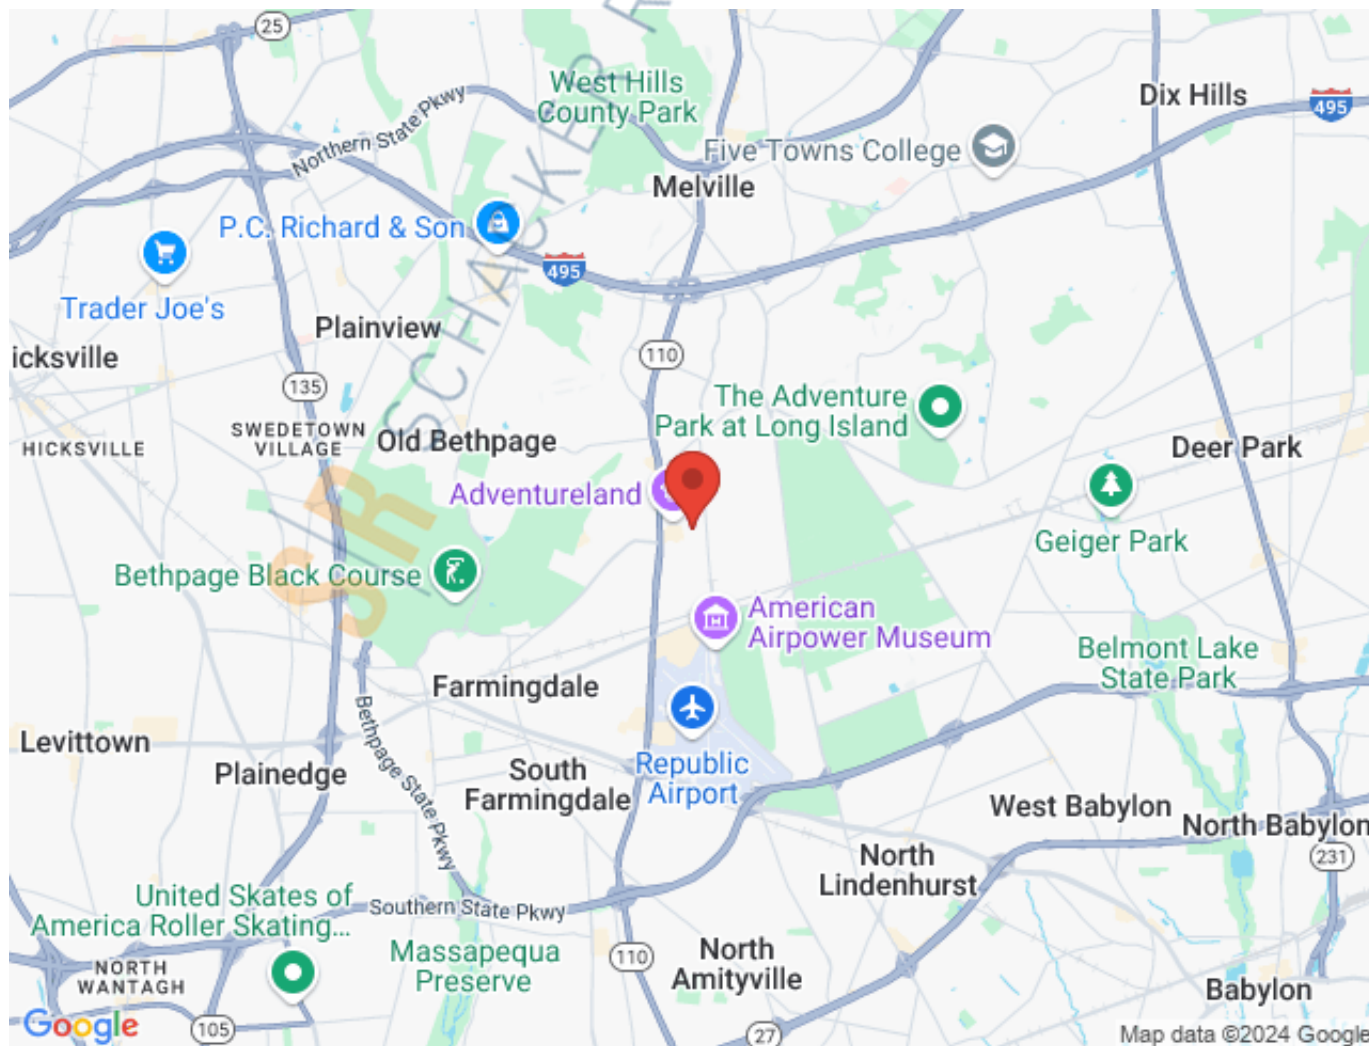 25
West Hills
County Park
Dix Hills
495
Northern State Pkwy
Five Towns College
Melville
P.C. Richard & Son
495
Trader Joe's
Plainview
icksville
110
135
The Adventure
Park at Long Island
SWEDETOWN
VILLAGE
HICKSVILLE
Old Bethpage
Deer Park
Adventureland
Geiger Park
Bethpage Black Course
American
Airpower Museum
Belmont Lake
State Park
Farmingdale
Bethpage State Pkwy
Levittown
Plainedge
Republic
Airport
South
Farmingdale
West Babylon
North Babylon
231
North
Lindenhurst
United Skates of
America Roller Skating...
Southern State Pkwy
Massapequa
Preserve
110
North
Amityville
NORTH
WANTAGH
Babylon
Google
105
27
Map data ©2024 Google
SR
SCHACKER R